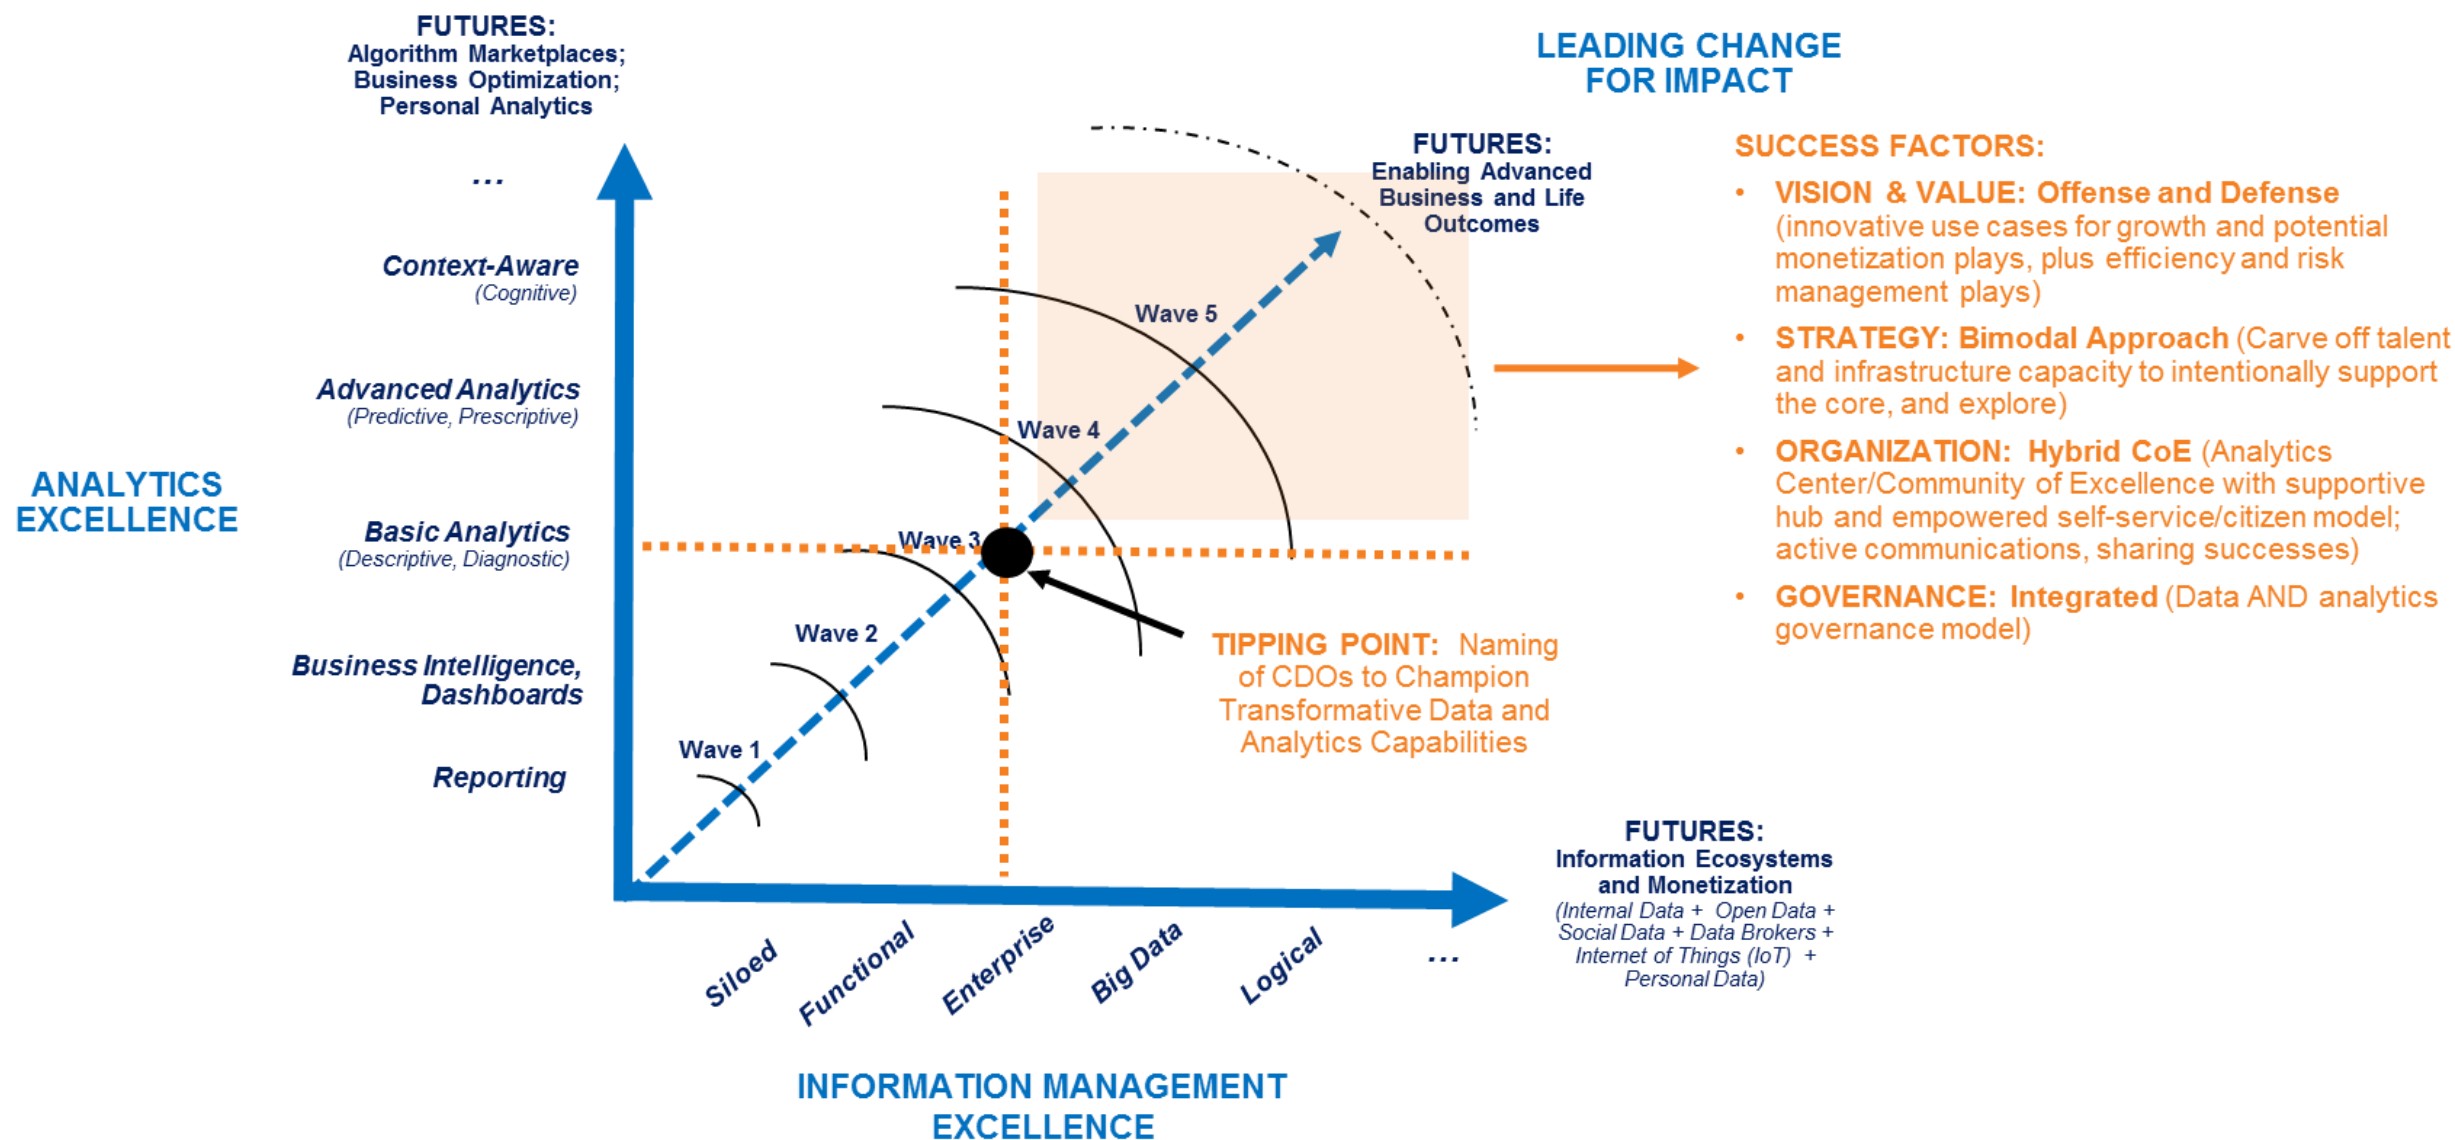 FUTURES:
Algorithm Marketplaces;
Business Optimization;
Personal Analytics
...
Context-Aware
(Cognitive)
Advanced Analytics
(Predictive, Prescriptive)
ANALYTICS
EXCELLENCE
Basic Analytics
(Descriptive, Diagnostic)
Business Intelligence,
Dashboards
Reporting
Wave 1
Wave 2
Wave 3
Wave 4
Wave 5
FUTURES:
Enabling Advanced
Business and Life
Outcomes
TIPPING POINT: Naming
of CDOs to Champion
Transformative Data and
Analytics Capabilities
Siloed
Functional
Enterprise
Big Data
Logical
...
INFORMATION MANAGEMENT
EXCELLENCE
FUTURES:
Information Ecosystems
and Monetization
(Internal Data + Open Data +
Social Data + Data Brokers +
Internet of Things (IoT) +
Personal Data)
LEADING CHANGE
FOR IMPACT
SUCCESS FACTORS:
• VISION & VALUE: Offense and Defense
(innovative use cases for growth and potential
monetization plays, plus efficiency and risk
management plays)
• STRATEGY: Bimodal Approach (Carve off talent
and infrastructure capacity to intentionally support
the core, and explore)
• ORGANIZATION: Hybrid CoE (Analytics
Center/Community of Excellence with supportive
hub and empowered self-service/citizen model;
active communications, sharing successes)
• GOVERNANCE: Integrated (Data AND analytics
governance model)